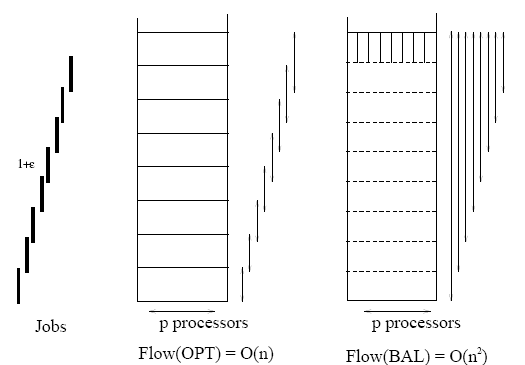 1+ε
Jobs
p processors
Flow(OPT) = O(n)
p processors
Flow(BAL) = O(n²)